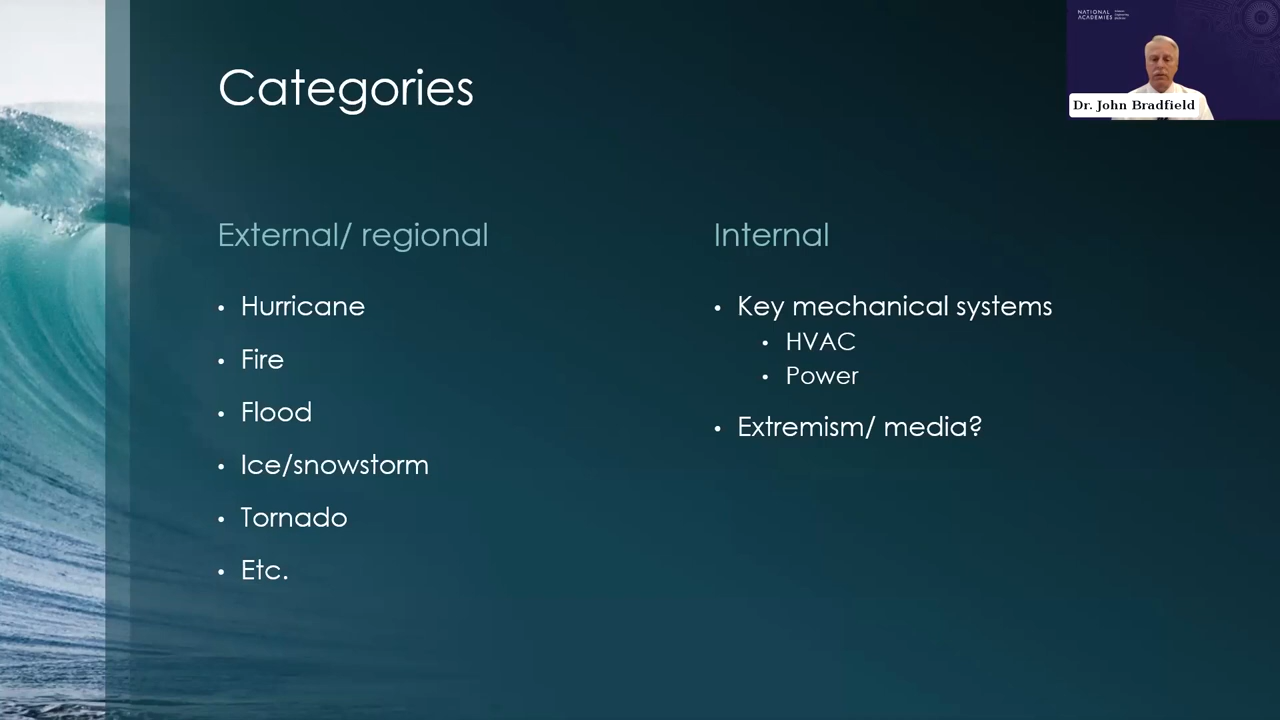 NATIONAL
ACADEMIES
Dr. John Bradfield
Categories
External/ regional
• Hurricane
• Fire
• Flood
• Ice/snowstorm
• Tornado
• Etc.
Internal
• Key mechanical systems
• HVAC
• Power
• Extremism/ media?